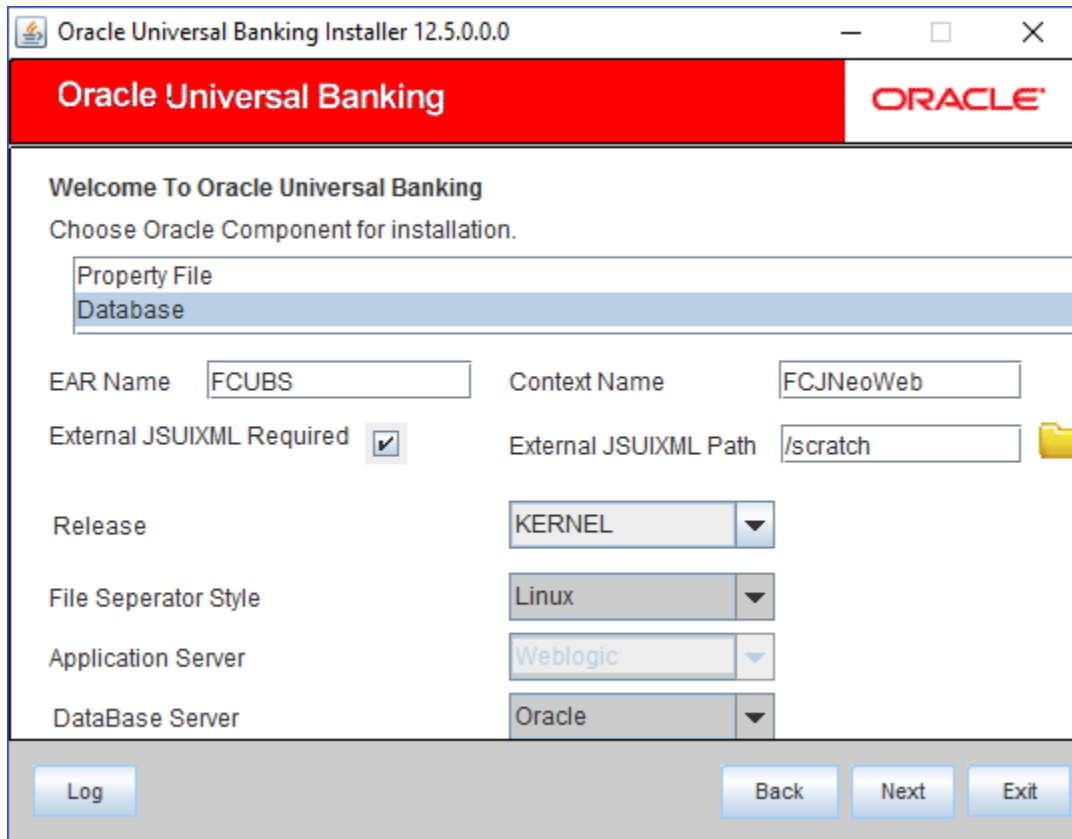 Oracle Universal Banking Installer 12.5.0.0.0
Oracle Universal Banking
ORACLE
Welcome To Oracle Universal Banking
Choose Oracle Component for installation.
Property File
Database
EAR Name FCUBS Context Name FCJNeoWeb
External JSUIXML Required External JSUIXML Path /scratch
Release KERNEL
File Seperator Style Linux
Application Server Weblogic
DataBase Server Oracle
Log Back Next Exit